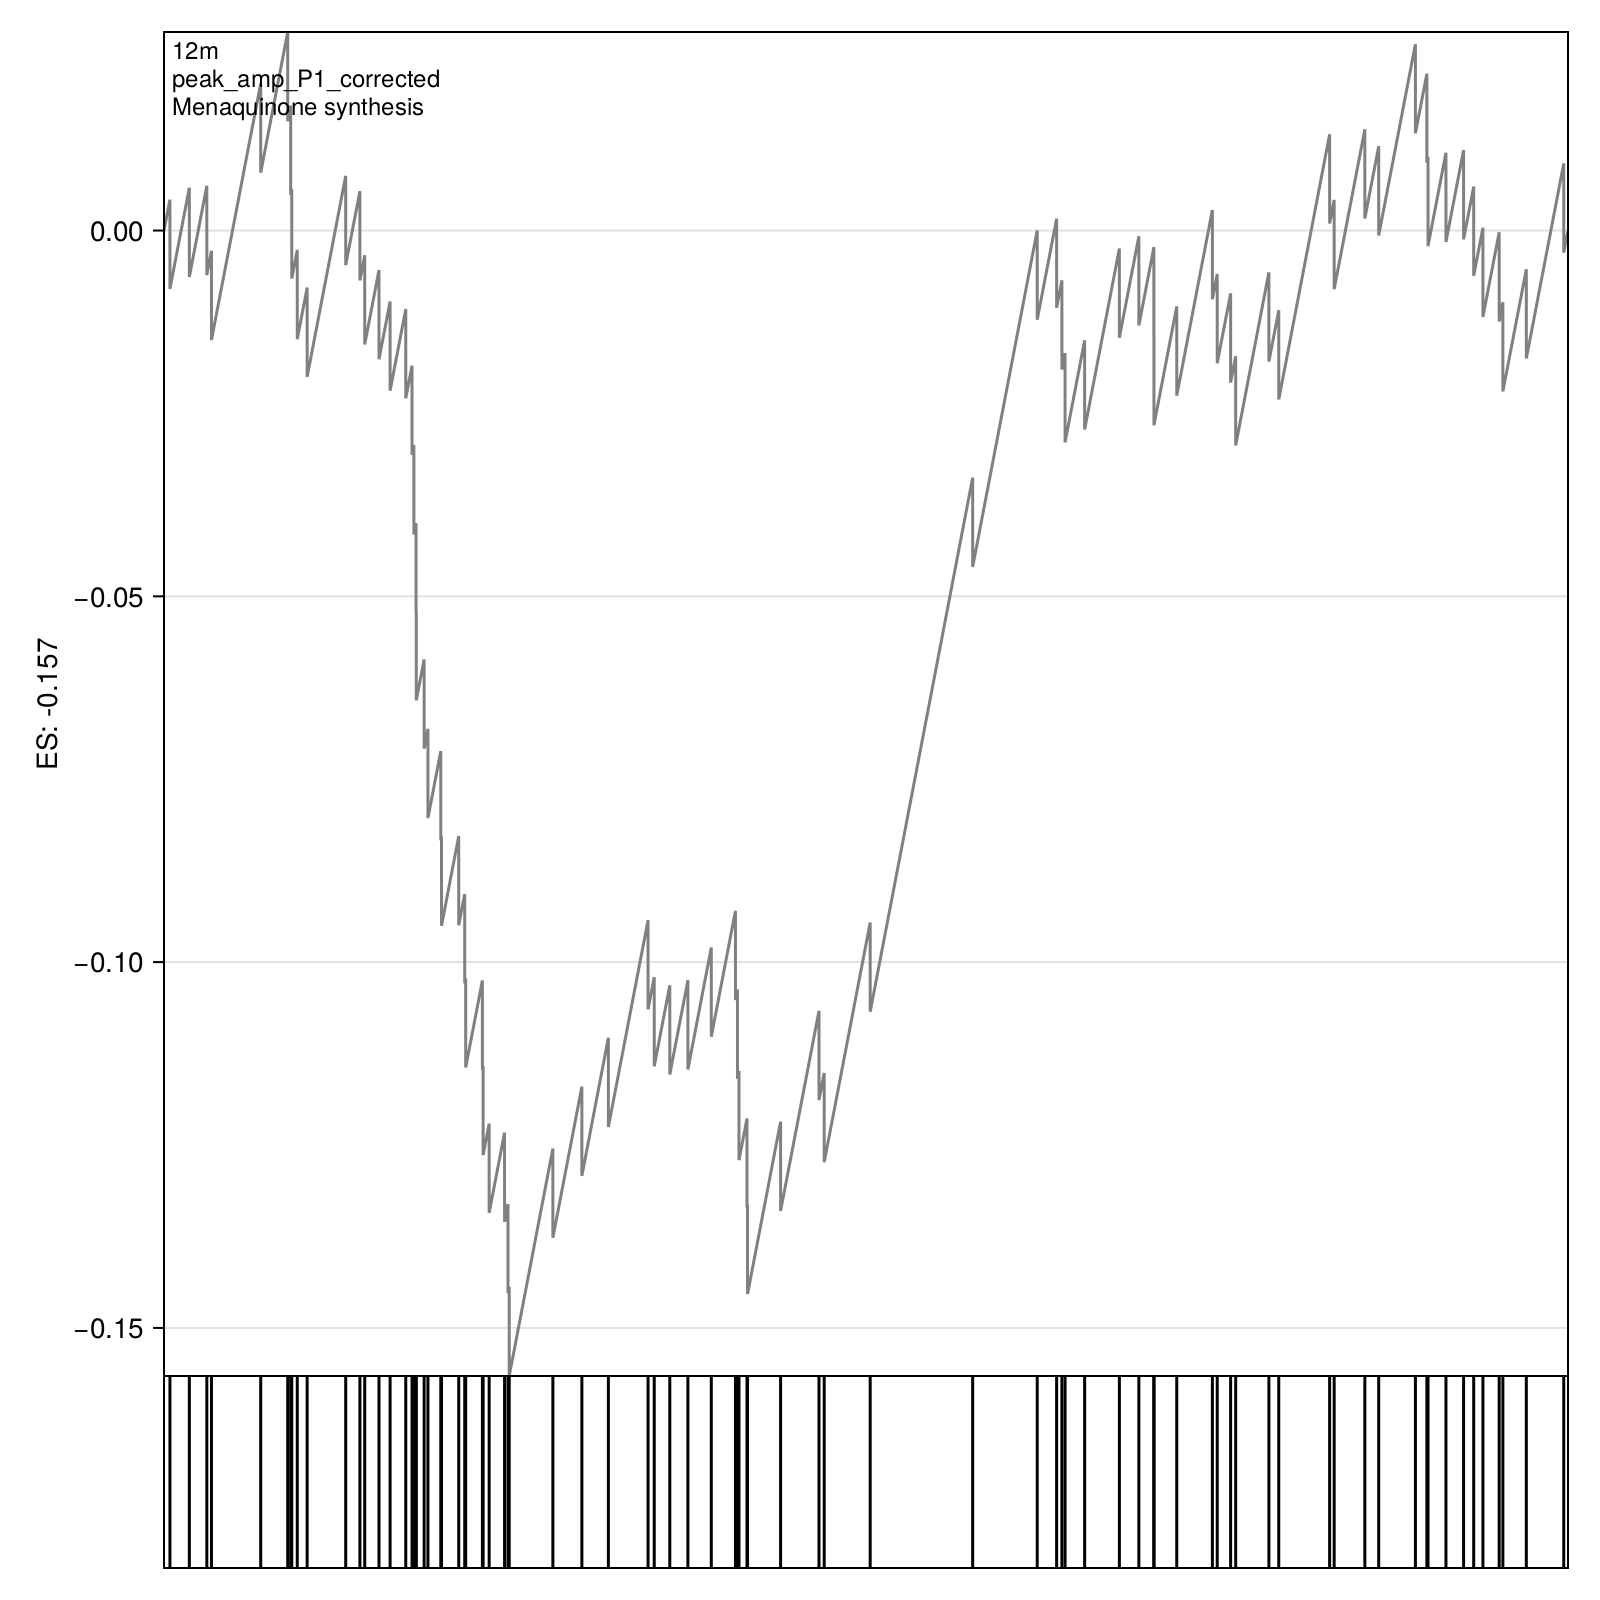 12m
peak_amp_P1_corrected
Menaquinone synthesis
0.00
−0.05
−0.10
−0.15
ES: -0.157